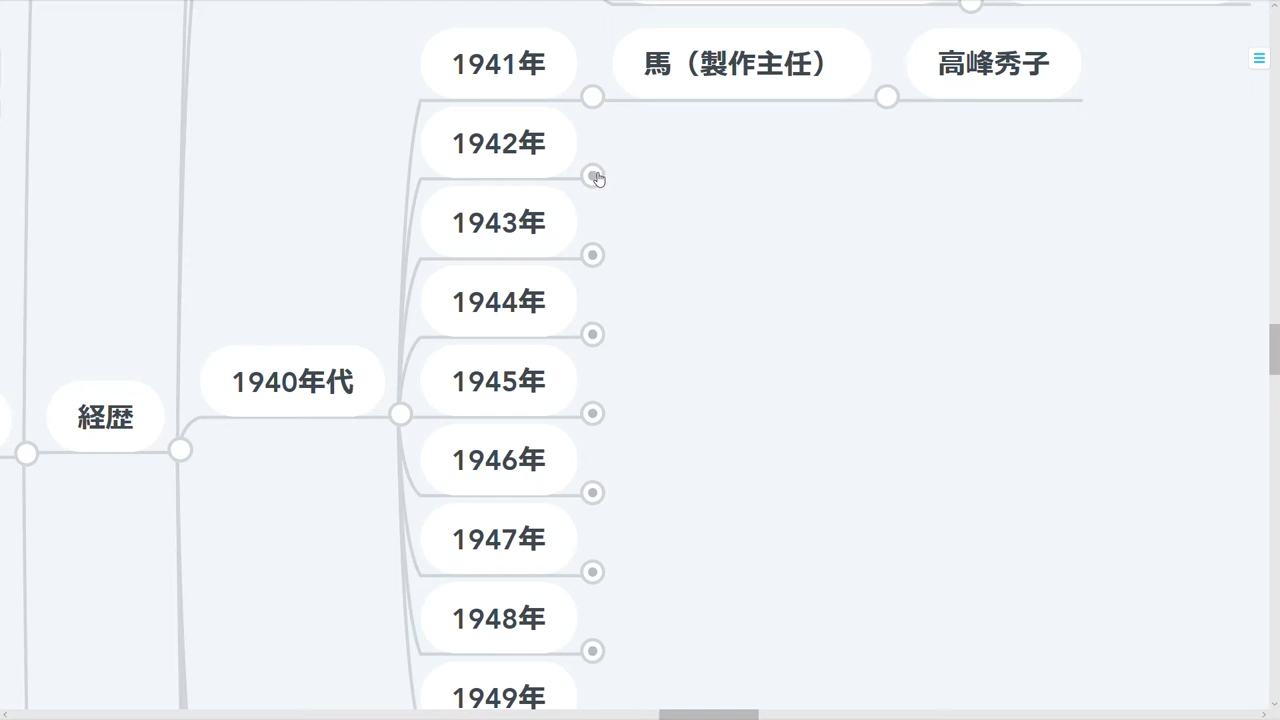 1941年
馬（製作主任）
高峰秀子
1942年
1943年
1944年
1940年代
1945年
経歴
1946年
1947年
1948年
1949年